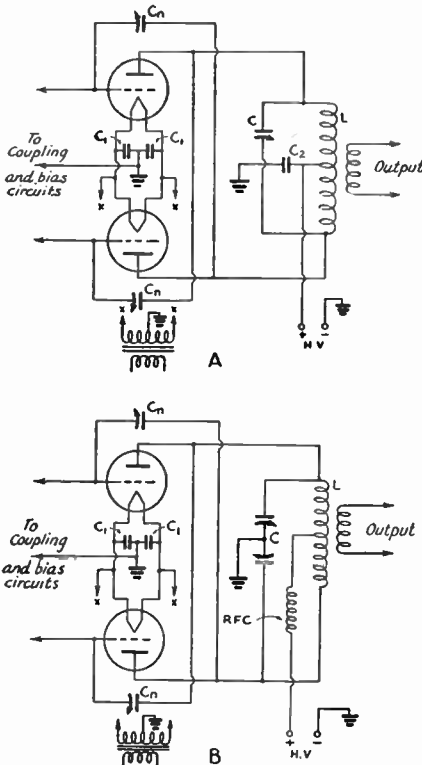 Cn
To
Coupling
and bias
circuits
C1 C1
x x
C
C2
L
Output
x x
Cn
x x
+ -
H V
A
Cn
To
Coupling
and bias
circuits
C1 C1
x x
C
L
Output
RFC
Cn
+ -
H.V
B